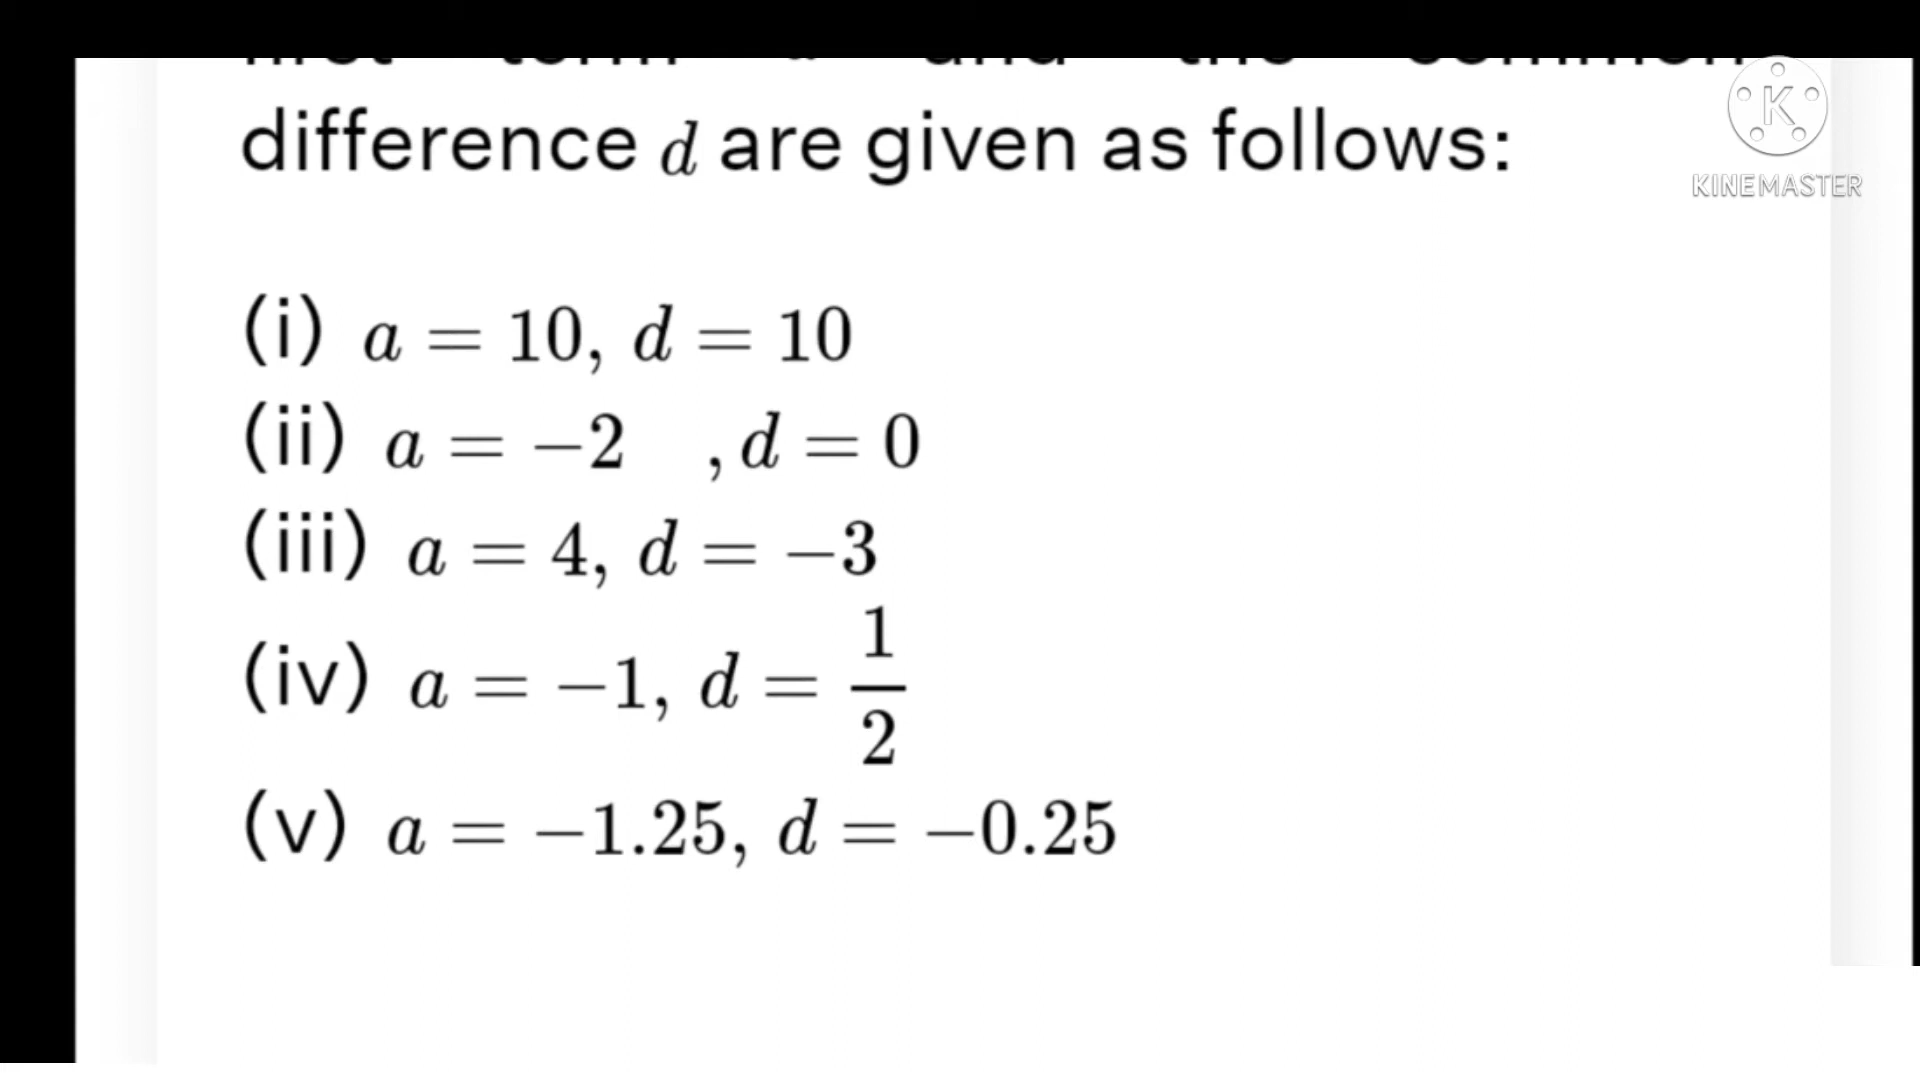 difference d are given as follows:
K
KINEMASTER
(i) a = 10, d = 10
(ii) a = −2 , d = 0
(iii) a = 4, d = −3
(iv) a = −1, d = 1/2
(v) a = −1.25, d = −0.25